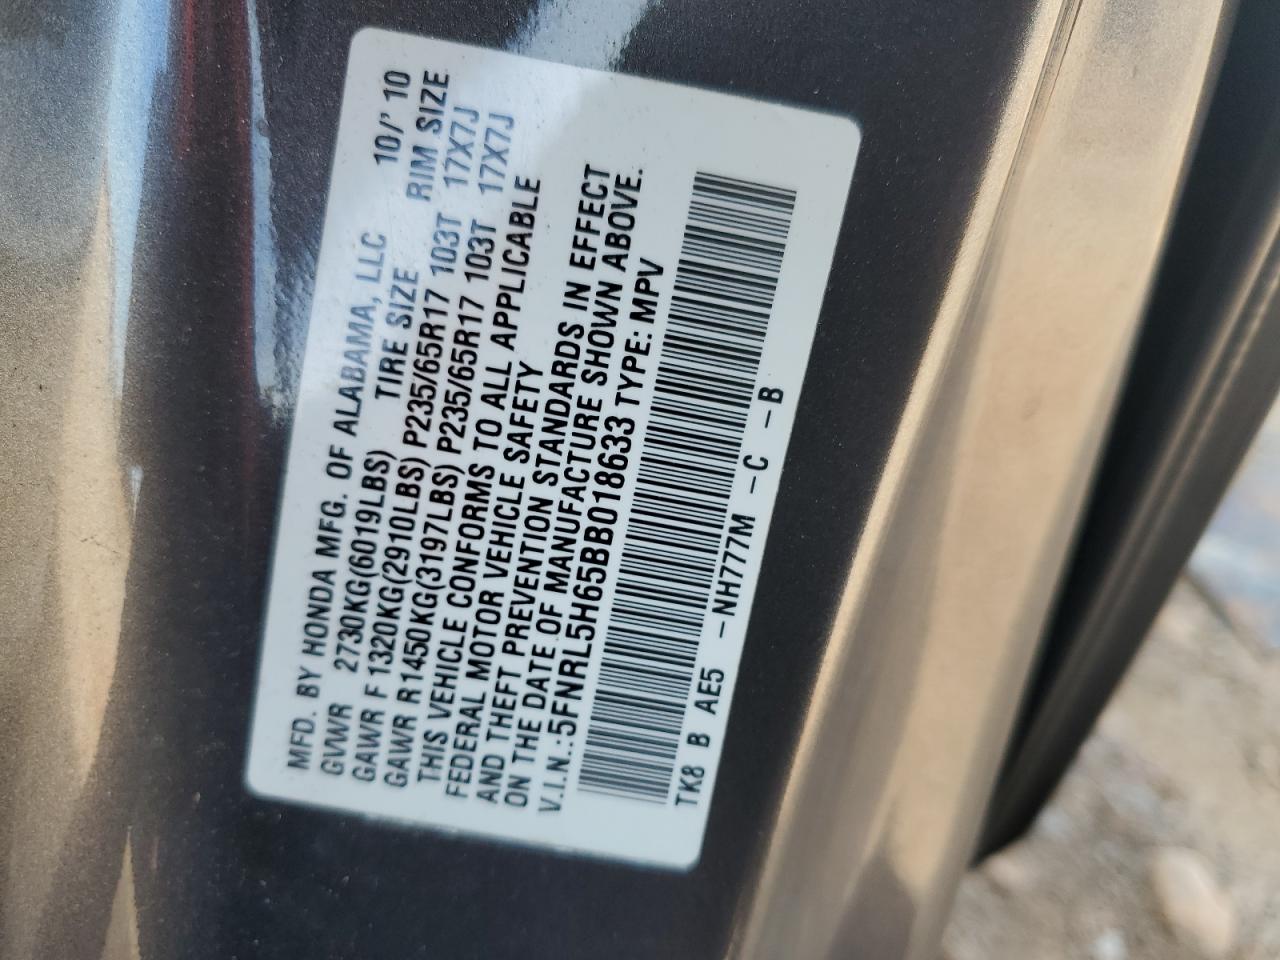 MFD. BY HONDA MFG. OF ALABAMA, LLC 10/' 10
GVWR 2730KG(6019LBS) TIRE SIZE RIM SIZE
GAWR F 1320KG(2910LBS) P235/65R17 103T 17X7J
GAWR R1450KG(3197LBS) P235/65R17 103T 17X7J
THIS VEHICLE CONFORMS TO ALL APPLICABLE
FEDERAL MOTOR VEHICLE SAFETY
AND THEFT PREVENTION STANDARDS IN EFFECT
ON THE DATE OF MANUFACTURE SHOWN ABOVE.
V.I.N.:5FNRL5H65BB018633 TYPE: MPV
TK8 B AE5 -NH777M -C -B